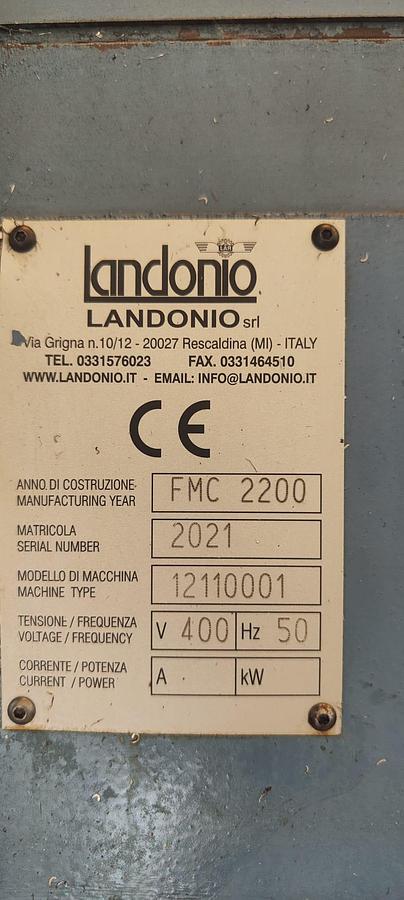 LAR
landonio
LANDONIO srl
Via Grigna n.10/12 - 20027 Rescaldina (MI) - ITALY
TEL. 0331576023 FAX. 0331464510
WWW.LANDONIO.IT - EMAIL: INFO@LANDONIO.IT
CE
ANNO DI COSTRUZIONE
MANUFACTURING YEAR
FMC 2200
MATRICOLA
SERIAL NUMBER
2021
MODELLO DI MACCHINA
MACHINE TYPE
12110001
TENSIONE / FREQUENZA
VOLTAGE / FREQUENCY
V 400 Hz 50
CORRENTE / POTENZA
CURRENT / POWER
A kW